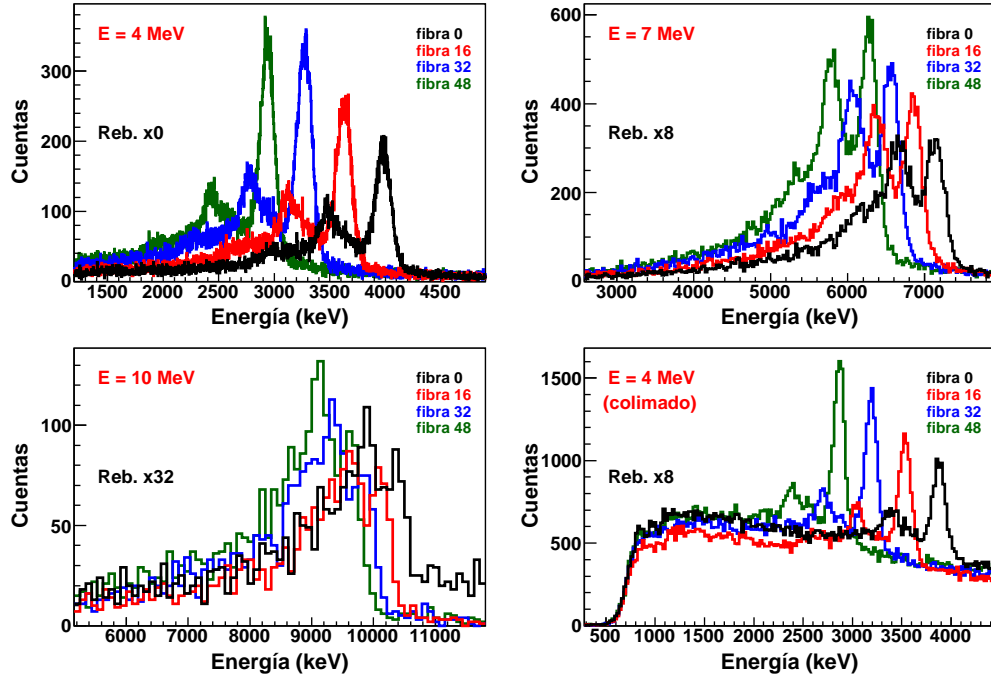 E = 4 MeV
fibra 0
fibra 16
fibra 32
fibra 48
Reb. x0
Cuentas
0
100
200
300
1500
2000
2500
3000
3500
4000
4500
Energía (keV)
E = 7 MeV
fibra 0
fibra 16
fibra 32
fibra 48
Reb. x8
Cuentas
0
200
400
600
3000
4000
5000
6000
7000
Energía (keV)
E = 10 MeV
fibra 0
fibra 16
fibra 32
fibra 48
Reb. x32
Cuentas
0
50
100
6000
7000
8000
9000
10000
11000
Energía (keV)
E = 4 MeV
(colimado)
fibra 0
fibra 16
fibra 32
fibra 48
Reb. x8
Cuentas
0
500
1000
1500
500
1000
1500
2000
2500
3000
3500
4000
Energía (keV)